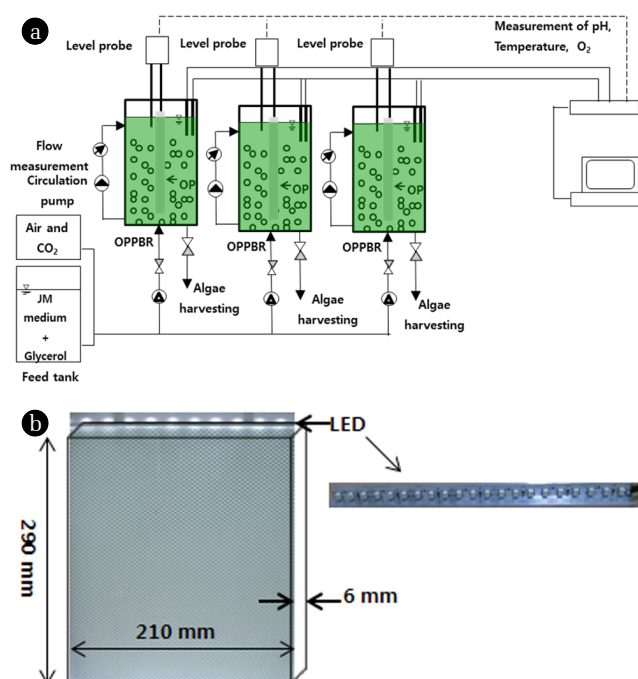 a
Level probe
Level probe
Level probe
Measurement of pH,
Temperature, O₂
Flow
measurement
Circulation
pump
OP
OP
OP
Air and
CO₂
OPPBR
OPPBR
OPPBR
JM
medium
+
Glycerol
Feed tank
Algae
harvesting
Algae
harvesting
Algae
harvesting
b
LED
290 mm
6 mm
210 mm